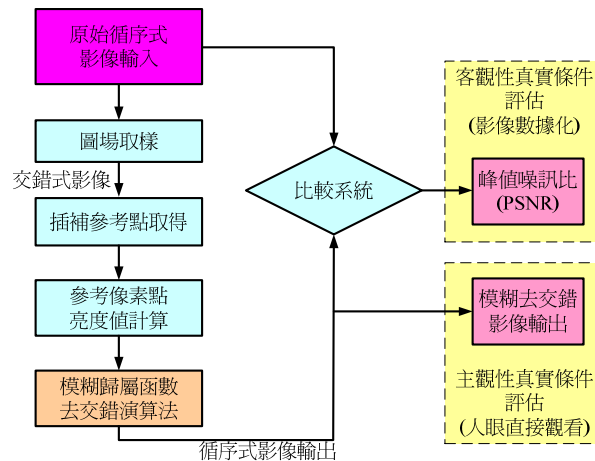 原始循序式
影像輸入
圖場取樣
交錯式影像
插補參考點取得
參考像素點
亮度值計算
模糊歸屬函數
去交錯演算法
循序式影像輸出
比較系統
客觀性真實條件
評估
(影像數據化)
峰值噪訊比
(PSNR)
模糊去交錯
影像輸出
主觀性真實條件
評估
(人眼直接觀看)